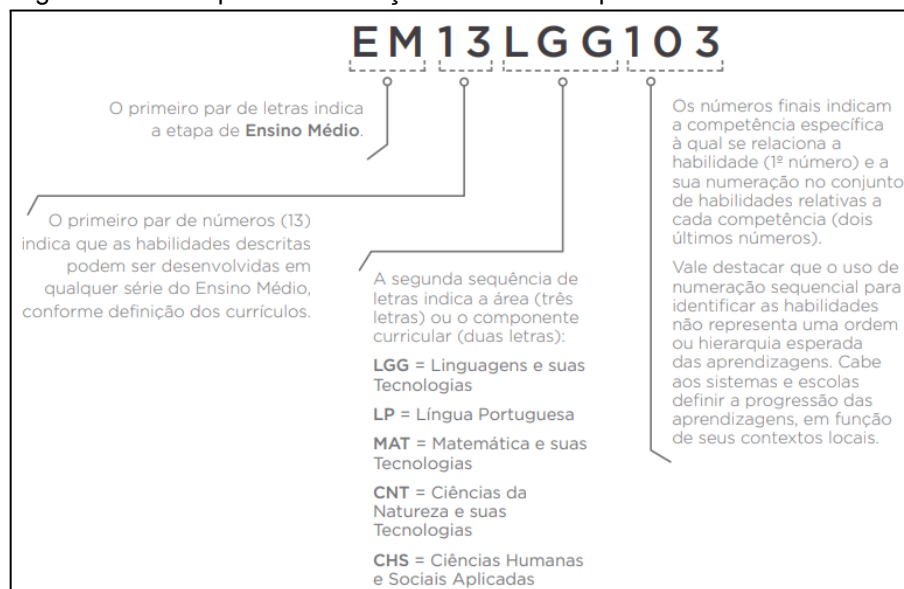 EM13LGG103
O primeiro par de letras indica
a etapa de Ensino Médio.
O primeiro par de números (13)
indica que as habilidades descritas
podem ser desenvolvidas em
qualquer série do Ensino Médio,
conforme definição dos currículos.
A segunda sequência de
letras indica a área (três
letras) ou o componente
curricular (duas letras):
LGG = Linguagens e suas
Tecnologias
LP = Língua Portuguesa
MAT = Matemática e suas
Tecnologias
CNT = Ciências da
Natureza e suas
Tecnologias
CHS = Ciências Humanas
e Sociais Aplicadas
Os números finais indicam
a competência específica
à qual se relaciona a
habilidade (1º número) e a
sua numeração no conjunto
de habilidades relativas a
cada competência (dois
últimos números).
Vale destacar que o uso de
numeração sequencial para
identificar as habilidades
não representa uma ordem
ou hierarquia esperada
das aprendizagens. Cabe
aos sistemas e escolas
definir a progressão das
aprendizagens, em função
de seus contextos locais.